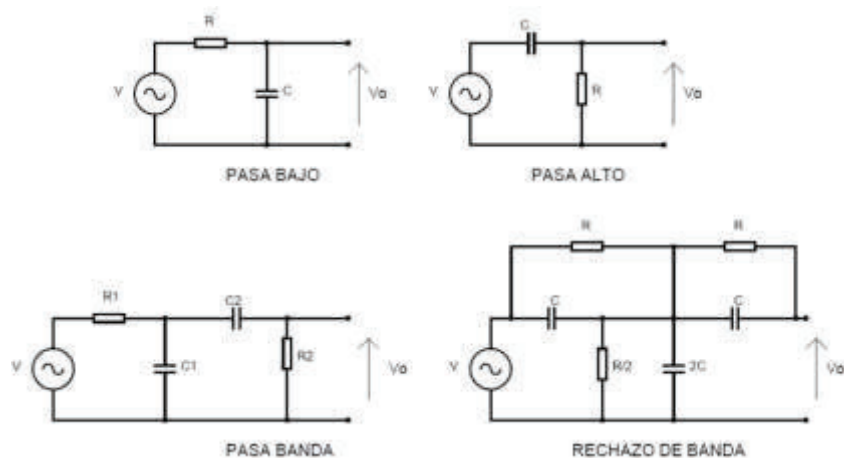 R
C
V
C
Vo
PASA BAJO
C
V
R
Vo
PASA ALTO
R1
C2
V
C1
R2
Vo
PASA BANDA
R
R
C
C
V
R/2
2C
Vo
RECHAZO DE BANDA